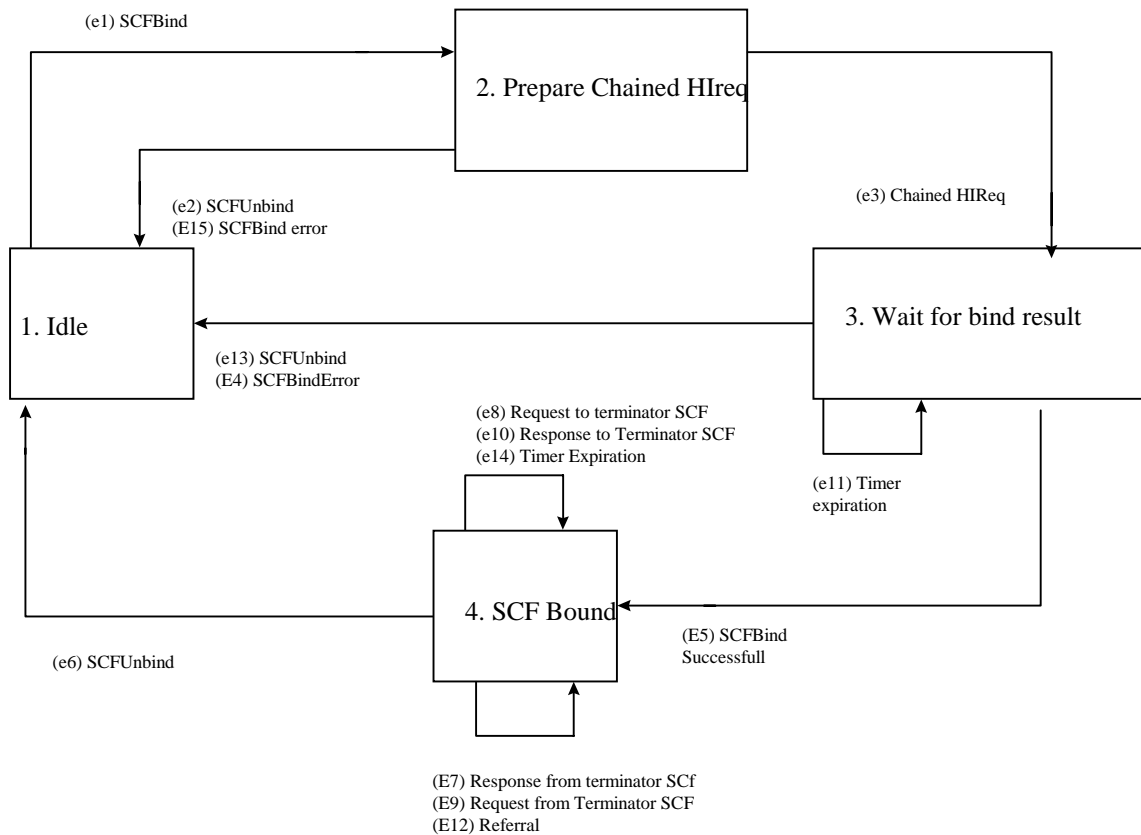 (e1) SCFBind
2. Prepare Chained HIreq
(e2) SCFUnbind
(E15) SCFBind error
(e3) Chained HIReq
1. Idle
3. Wait for bind result
(e13) SCFUnbind
(E4) SCFBindError
(e8) Request to terminator SCF
(e10) Response to Terminator SCF
(e14) Timer Expiration
(e11) Timer
expiration
4. SCF Bound
(E5) SCFBind
Successfull
(e6) SCFUnbind
(E7) Response from terminator SCf
(E9) Request from Terminator SCF
(E12) Referral